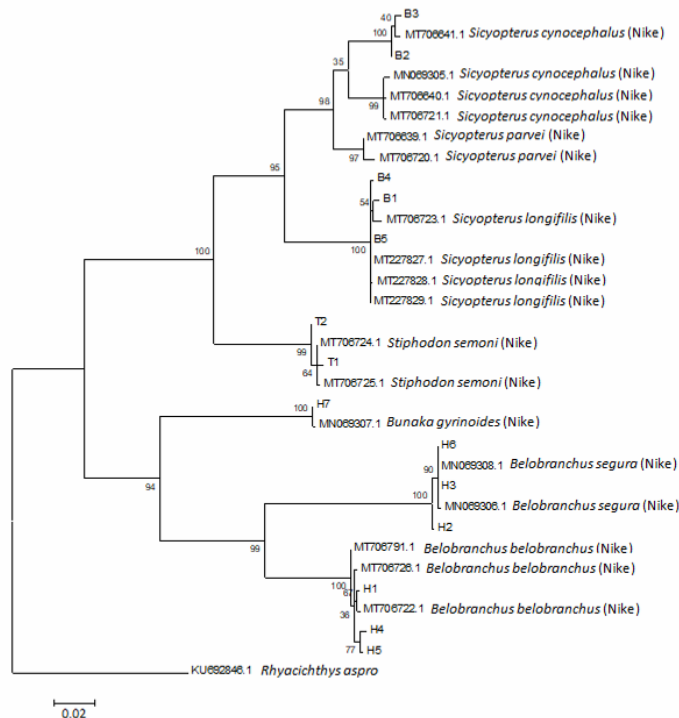 B3
40
100
MT706641.1 Sicyopterus cynocephalus (Nike)
B2
35
MN069305.1 Sicyopterus cynocephalus (Nike)
MT706640.1 Sicyopterus cynocephalus (Nike)
99
MT706721.1 Sicyopterus cynocephalus (Nike)
98
MT706639.1 Sicyopterus parvei (Nike)
97
MT706720.1 Sicyopterus parvei (Nike)
95
B4
B1
54
MT706723.1 Sicyopterus longifilis (Nike)
B5
100
MT227827.1 Sicyopterus longifilis (Nike)
MT227828.1 Sicyopterus longifilis (Nike)
MT227829.1 Sicyopterus longifilis (Nike)
100
T2
MT706724.1 Stiphodon semoni (Nike)
99
T1
64
MT706725.1 Stiphodon semoni (Nike)
H7
100
MN069307.1 Bunaka gyrinoides (Nike)
94
H6
90
MN069308.1 Belobranchus segura (Nike)
H3
100
MN069306.1 Belobranchus segura (Nike)
H2
99
MT706791.1 Belobranchus belobranchus (Nike)
MT706726.1 Belobranchus belobranchus (Nike)
100
H1
MT706722.1 Belobranchus belobranchus (Nike)
36
H4
77
H5
KU692846.1 Rhyacichthys aspro
0.02